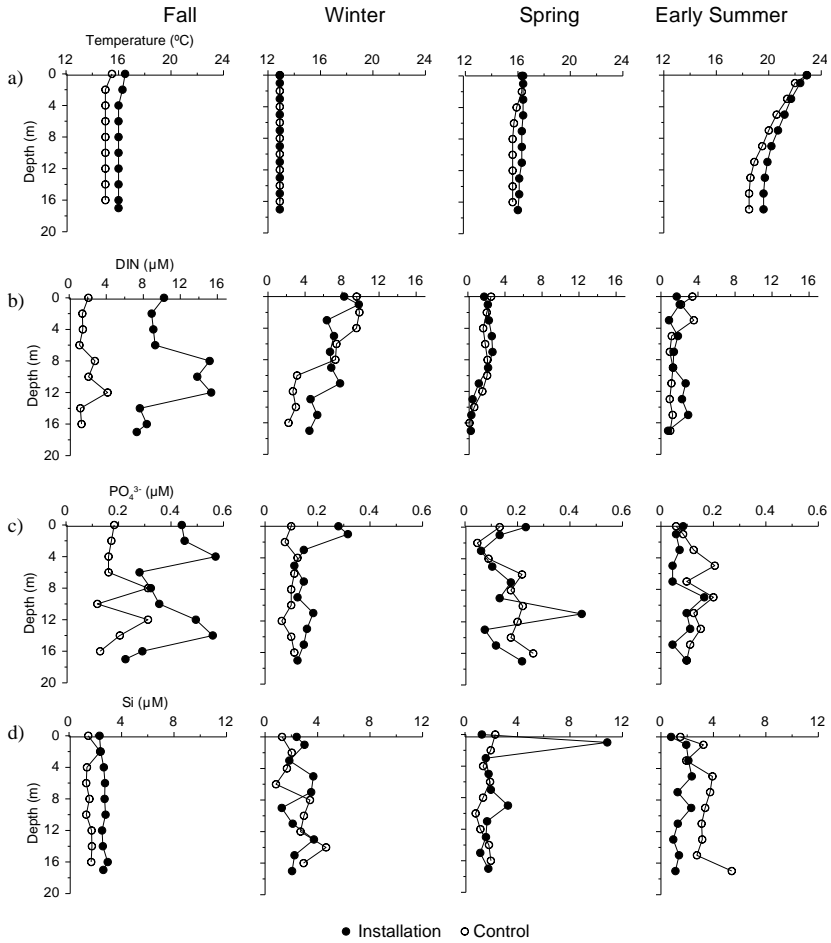 Fall Winter Spring Early Summer
Temperature (ºC)
12 16 20 24 12 16 20 24 12 16 20 24 12 16 20 24
a)
0
4
8
12
16
20
Depth (m)
DIN (µM)
0 4 8 12 16 0 4 8 12 16 0 4 8 12 16 0 4 8 12 16
b)
0
4
8
12
16
20
Depth (m)
PO₄³⁻ (µM)
0 0.2 0.4 0.6 0 0.2 0.4 0.6 0 0.2 0.4 0.6 0 0.2 0.4 0.6
c)
0
4
8
12
16
20
Depth (m)
Si (µM)
0 4 8 12 0 4 8 12 0 4 8 12 0 4 8 12
d)
0
4
8
12
16
20
Depth (m)
Installation Control